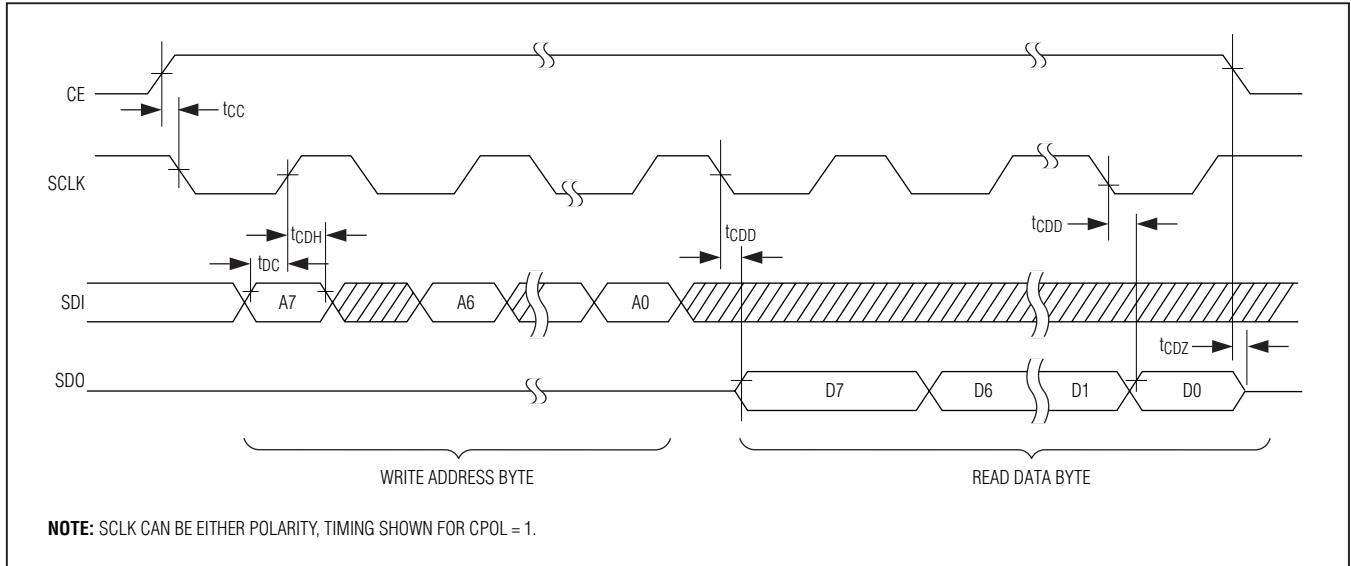 CE
tCC
SCLK
tCDH
tDC
tCDD
tCDD
SDI
A7
A6
A0
tCDZ
SDO
D7
D6
D1
D0
WRITE ADDRESS BYTE
READ DATA BYTE
NOTE: SCLK CAN BE EITHER POLARITY, TIMING SHOWN FOR CPOL = 1.